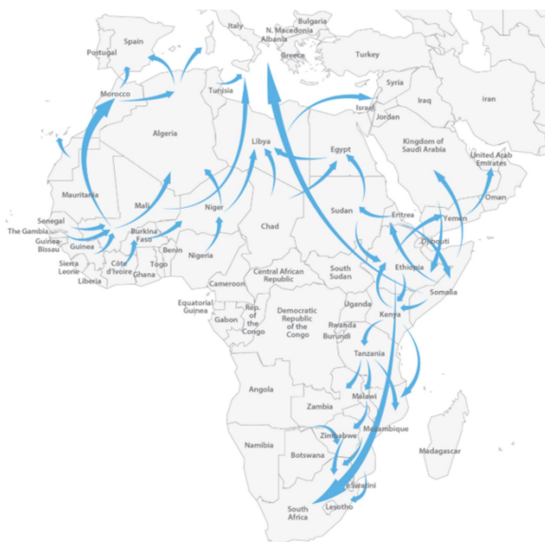 Bulgaria
Italy
N. Macedonia
Albania
Spain
Portugal
Greece
Turkey
Syria
Tunisia
Morocco
Iraq
Iran
Israel
Jordan
Algeria
Libya
Egypt
Kingdom of
Saudi Arabia
United Arab
Emirates
Oman
Mauritania
Mali
Niger
Chad
Sudan
Eritrea
Yemen
Senegal
The Gambia
Guinea-
Bissau
Guinea
Burkina
Faso
Djibouti
Sierra
Leone
Liberia
Côte
d'Ivoire
Ghana
Togo
Benin
Nigeria
Central African
Republic
South
Sudan
Ethiopia
Somalia
Cameroon
Equatorial
Guinea
Gabon
Rep.
of the
Congo
Democratic
Republic
of the Congo
Uganda
Kenya
Rwanda
Burundi
Tanzania
Angola
Zambia
Malawi
Mozambique
Zimbabwe
Namibia
Botswana
Madagascar
Eswatini
South
Africa
Lesotho